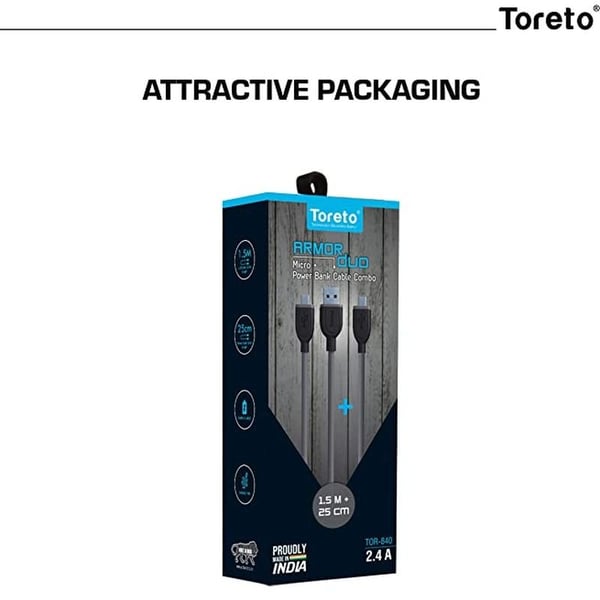 Toreto®
ATTRACTIVE PACKAGING
Toreto®
ARMOR
DUO
Micro +
Power Bank Cable Combo
1.5M
25cm
+
1.5 M +
25 cm
TOR-840
2.4 A
PROUDLY
MADE IN
INDIA